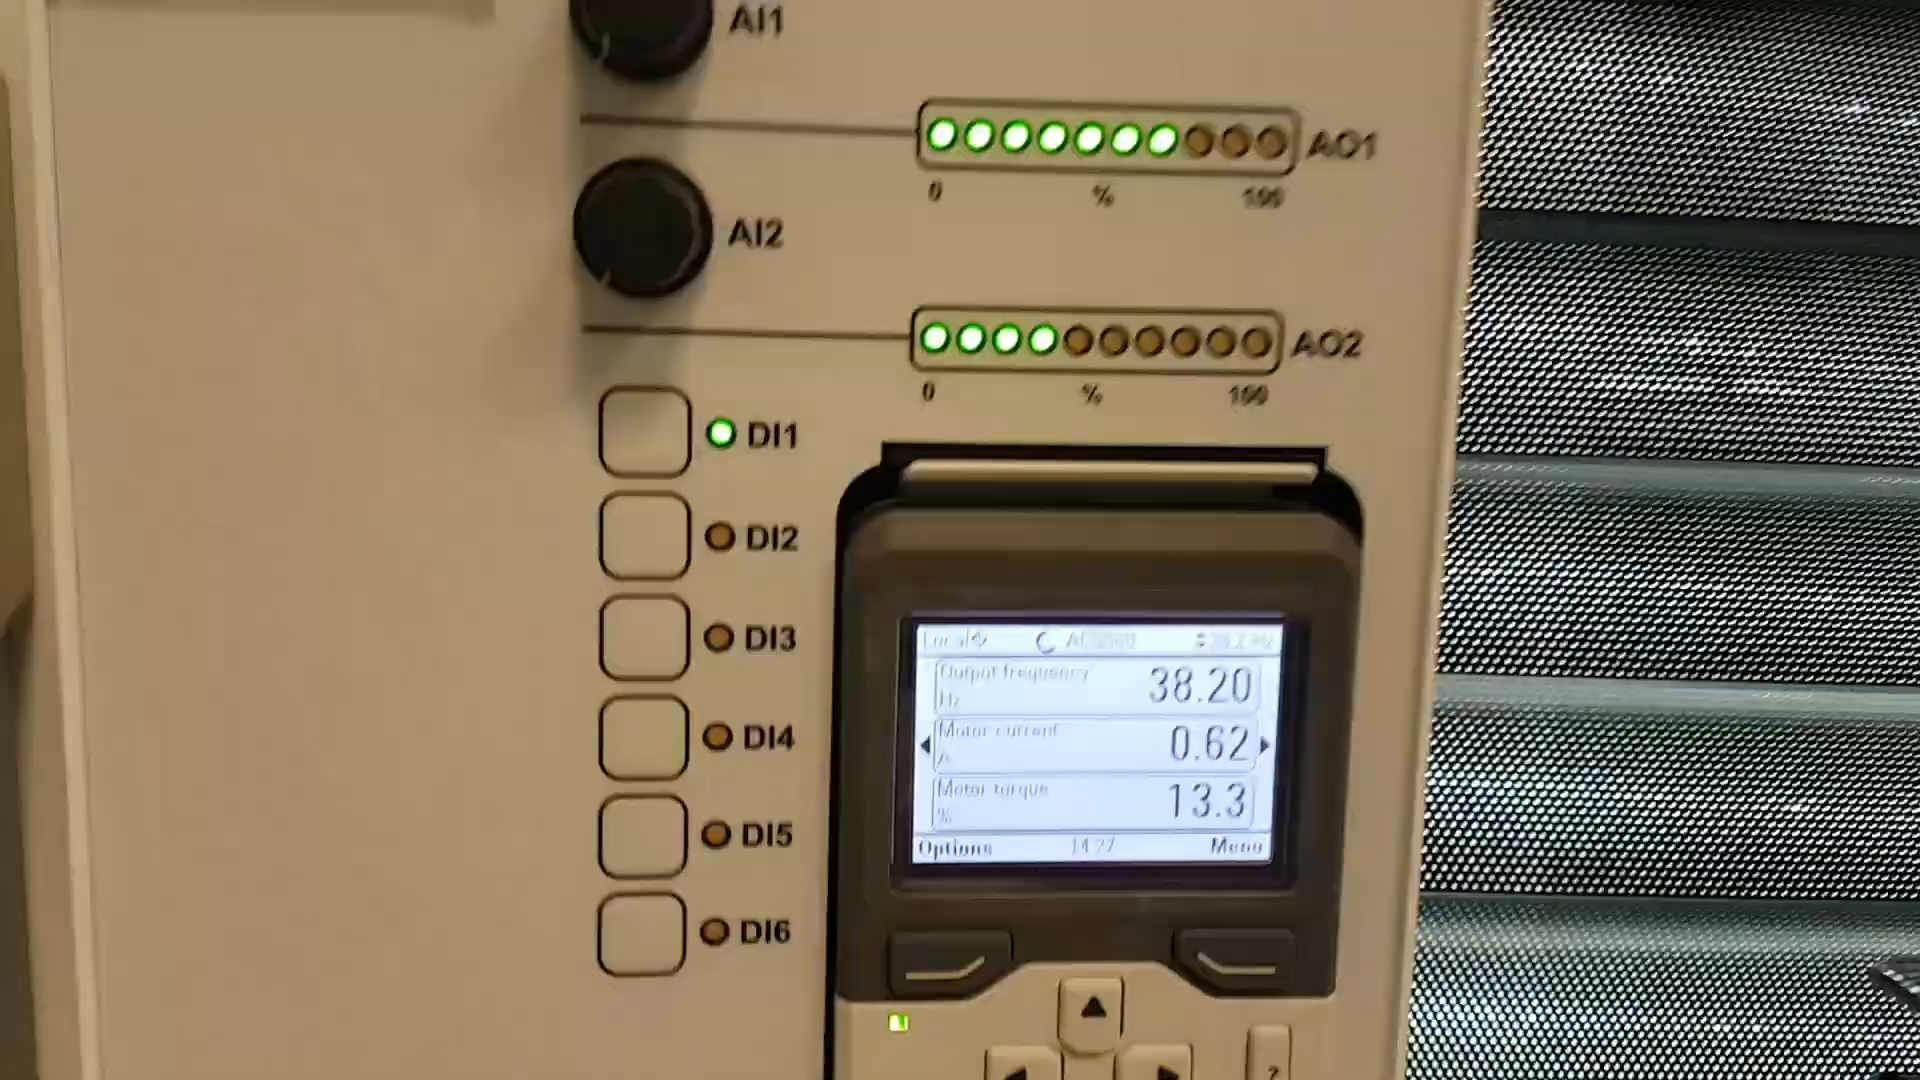 AI1
AO1
0 % 100
AI2
AO2
0 % 100
DI1
DI2
DI3
DI4
DI5
DI6
Local
Output frequency
Hz
38.20
Motor current
A
0.62
Motor torque
%
13.3
Options 14:27 Menu
?